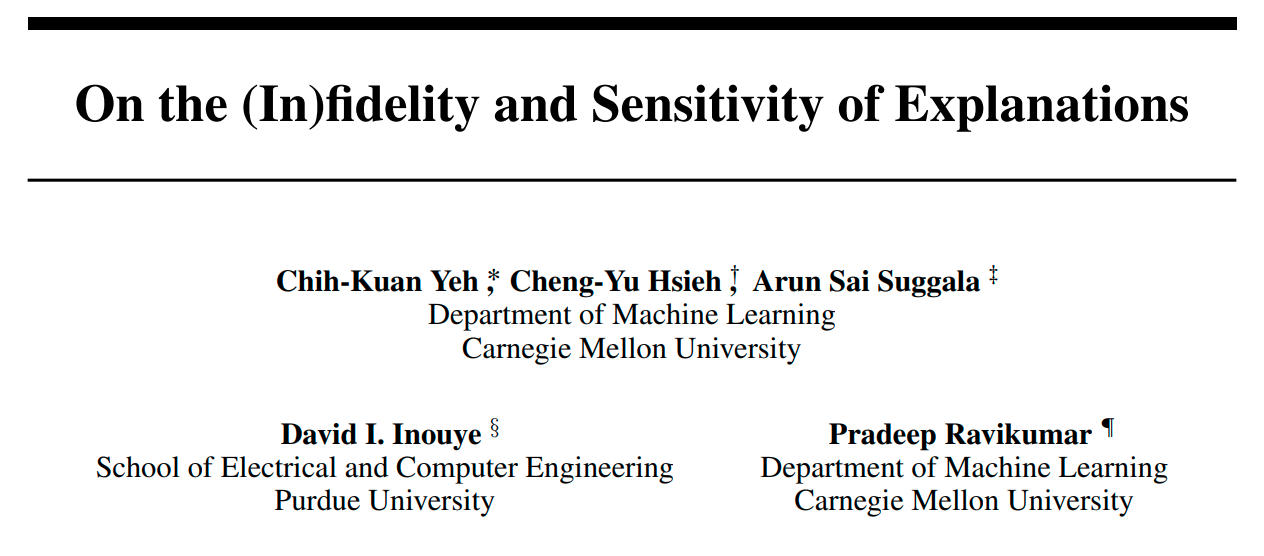 On the (In)fidelity and Sensitivity of Explanations
Chih-Kuan Yeh,* Cheng-Yu Hsieh,† Arun Sai Suggala ‡
Department of Machine Learning
Carnegie Mellon University
David I. Inouye §
School of Electrical and Computer Engineering
Purdue University
Pradeep Ravikumar ¶
Department of Machine Learning
Carnegie Mellon University